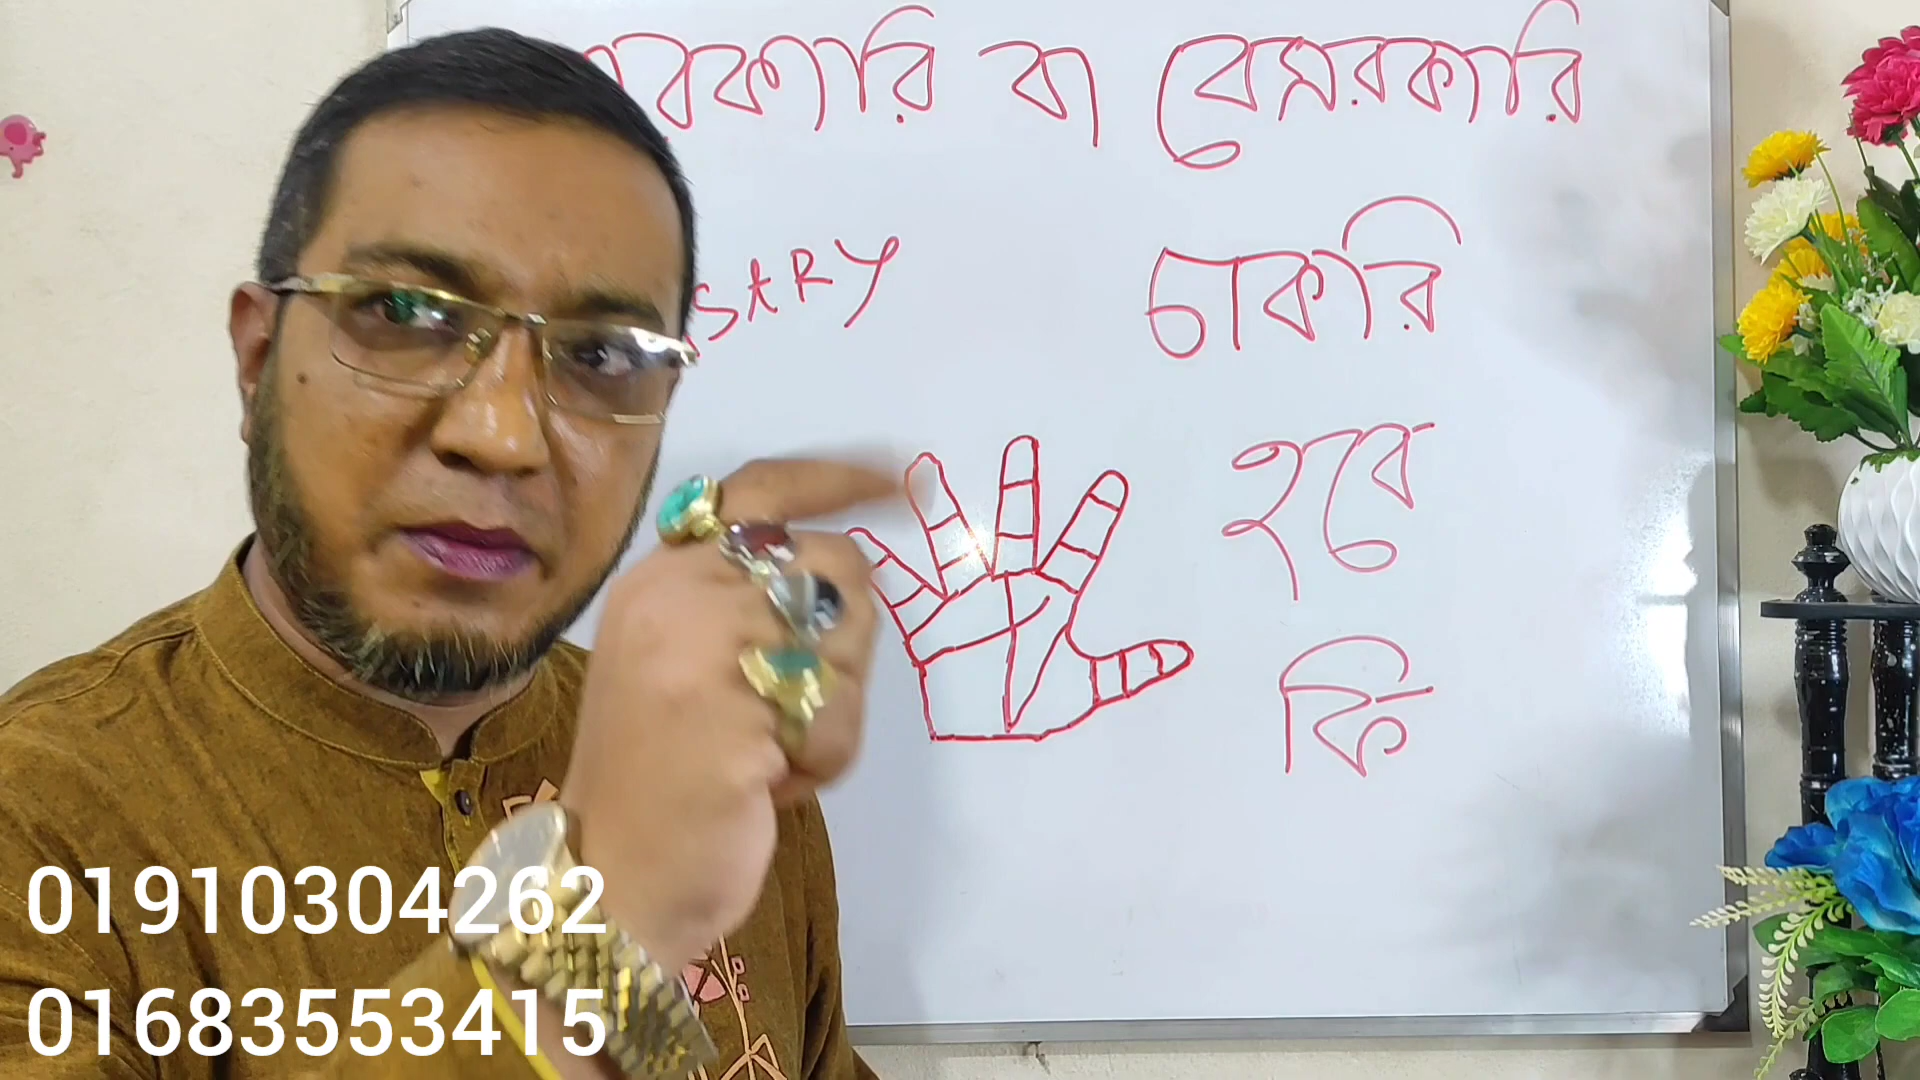 বা বেসরকারি
চাকরি
হবে
কি
01910304262
01683553415